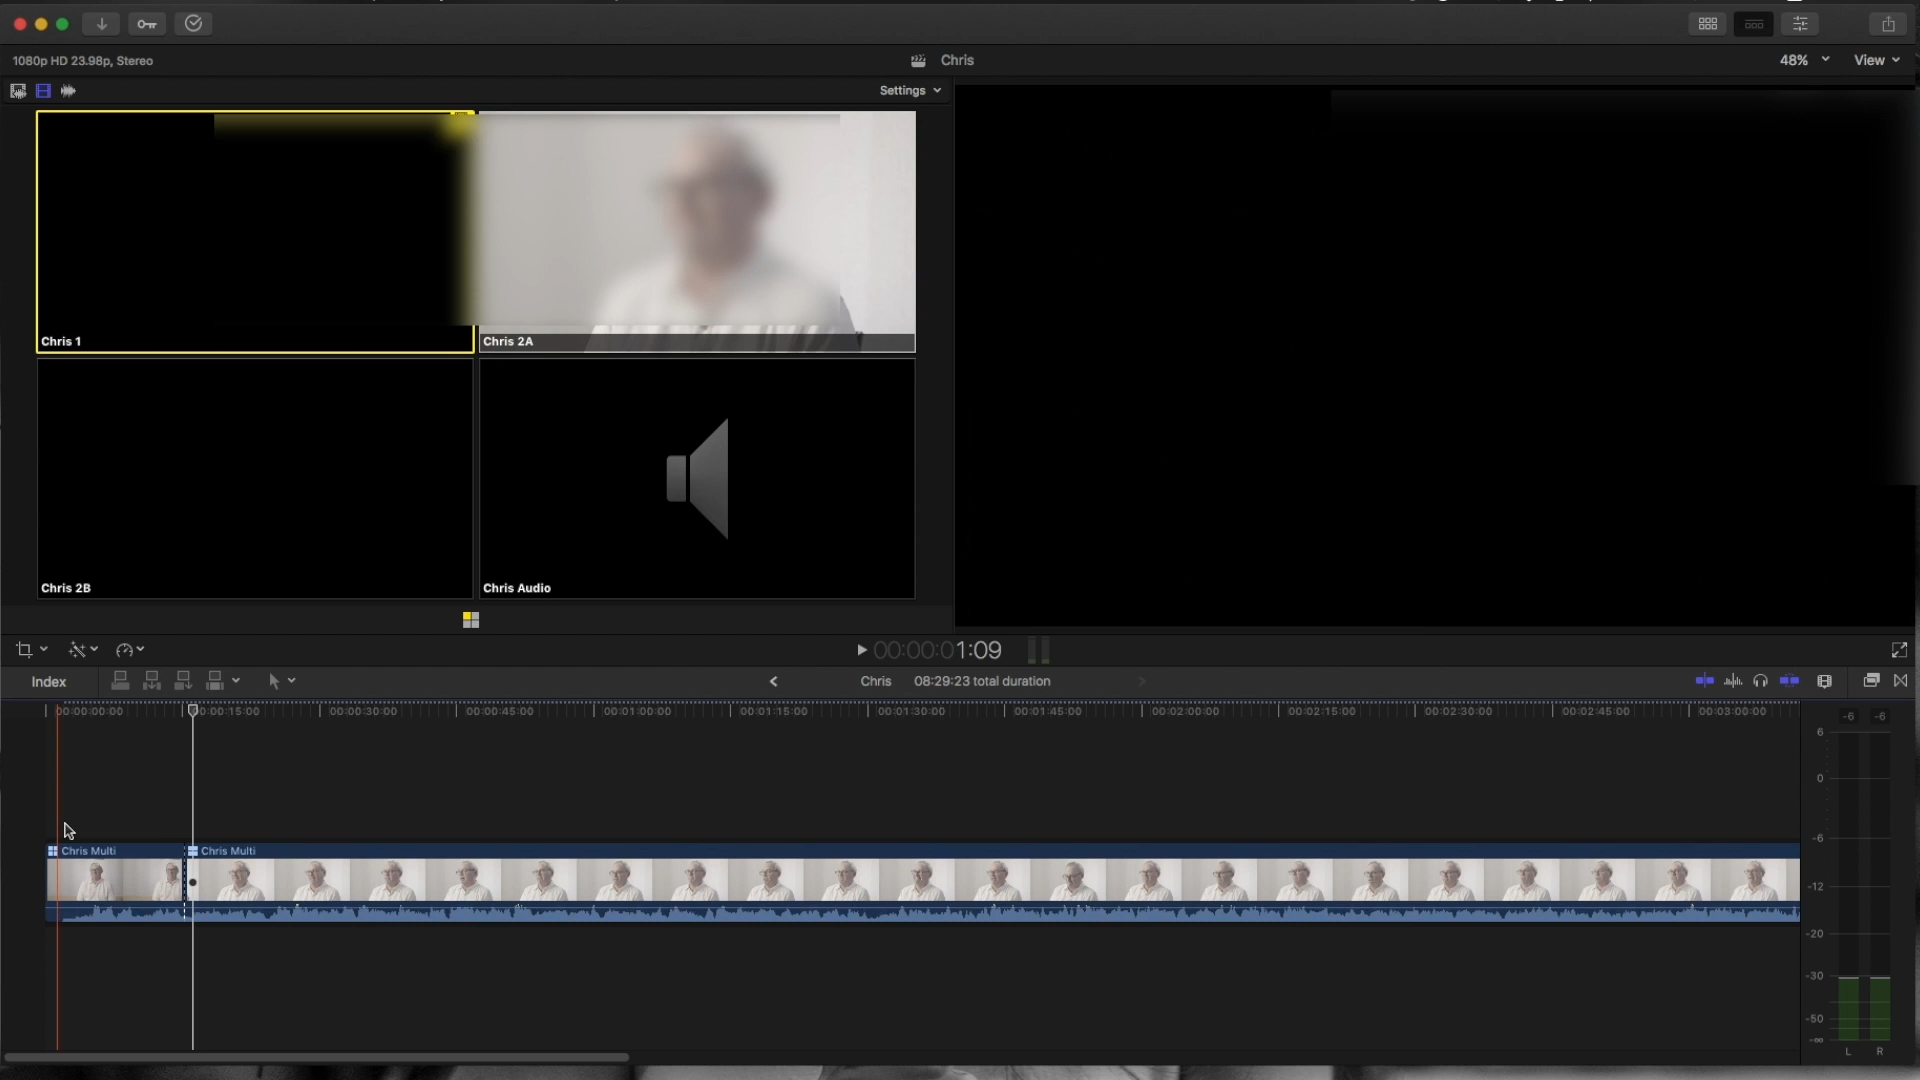 1080p HD 23.98p, Stereo
Chris
48%
View
Settings
Chris 1
Chris 2A
Chris 2B
Chris Audio
00:00:01:09
Index
Chris
08:29:23 total duration
00:00:00:00
00:00:15:00
00:00:30:00
00:00:45:00
00:01:00:00
00:01:15:00
00:01:30:00
00:01:45:00
00:02:00:00
00:02:15:00
00:02:30:00
00:02:45:00
00:03:00:00
-6
-6
6
0
-6
-12
-20
-30
-50
-∞
L
R
Chris Multi
Chris Multi